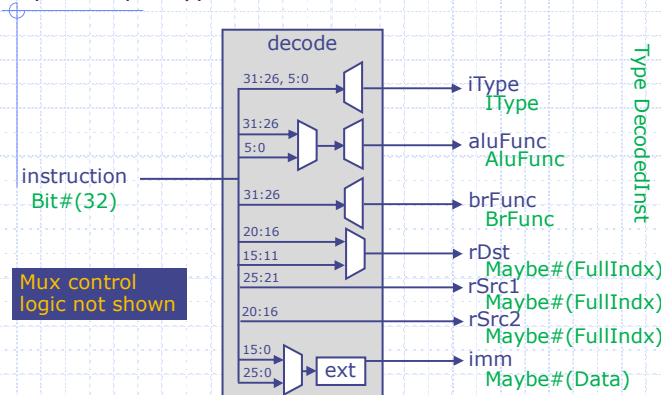 decode
31:26, 5:0
iType
IType
31:26
5:0
aluFunc
AluFunc
instruction
Bit#(32)
31:26
brFunc
BrFunc
20:16
15:11
rDst
Maybe#(FullIndx)
25:21
rSrc1
Maybe#(FullIndx)
20:16
rSrc2
Maybe#(FullIndx)
Mux control
logic not shown
15:0
25:0
ext
imm
Maybe#(Data)
Type DecodedInst